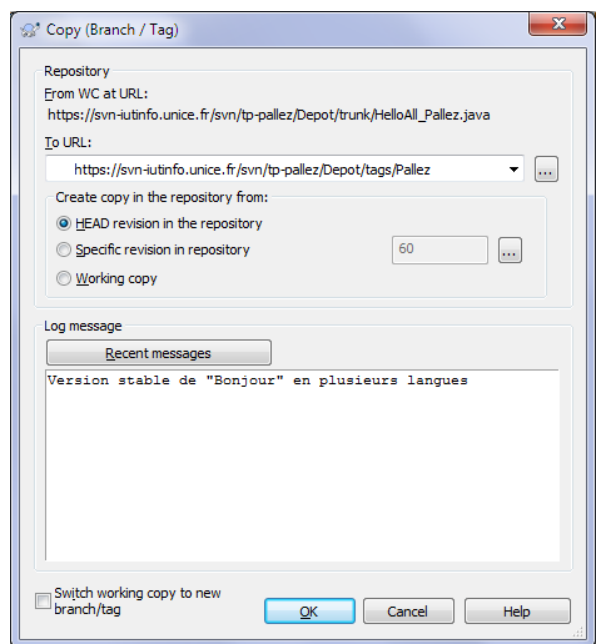 Copy (Branch / Tag)
Repository
From WC at URL:
https://svn-iutinfo.unice.fr/svn/tp-pallez/Depot/trunk/HelloAll_Pallez.java
To URL:
https://svn-iutinfo.unice.fr/svn/tp-pallez/Depot/tags/Pallez
...
Create copy in the repository from:
HEAD revision in the repository
Specific revision in repository
60
...
Working copy
Log message
Recent messages
Version stable de "Bonjour" en plusieurs langues
Switch working copy to new
branch/tag
OK
Cancel
Help